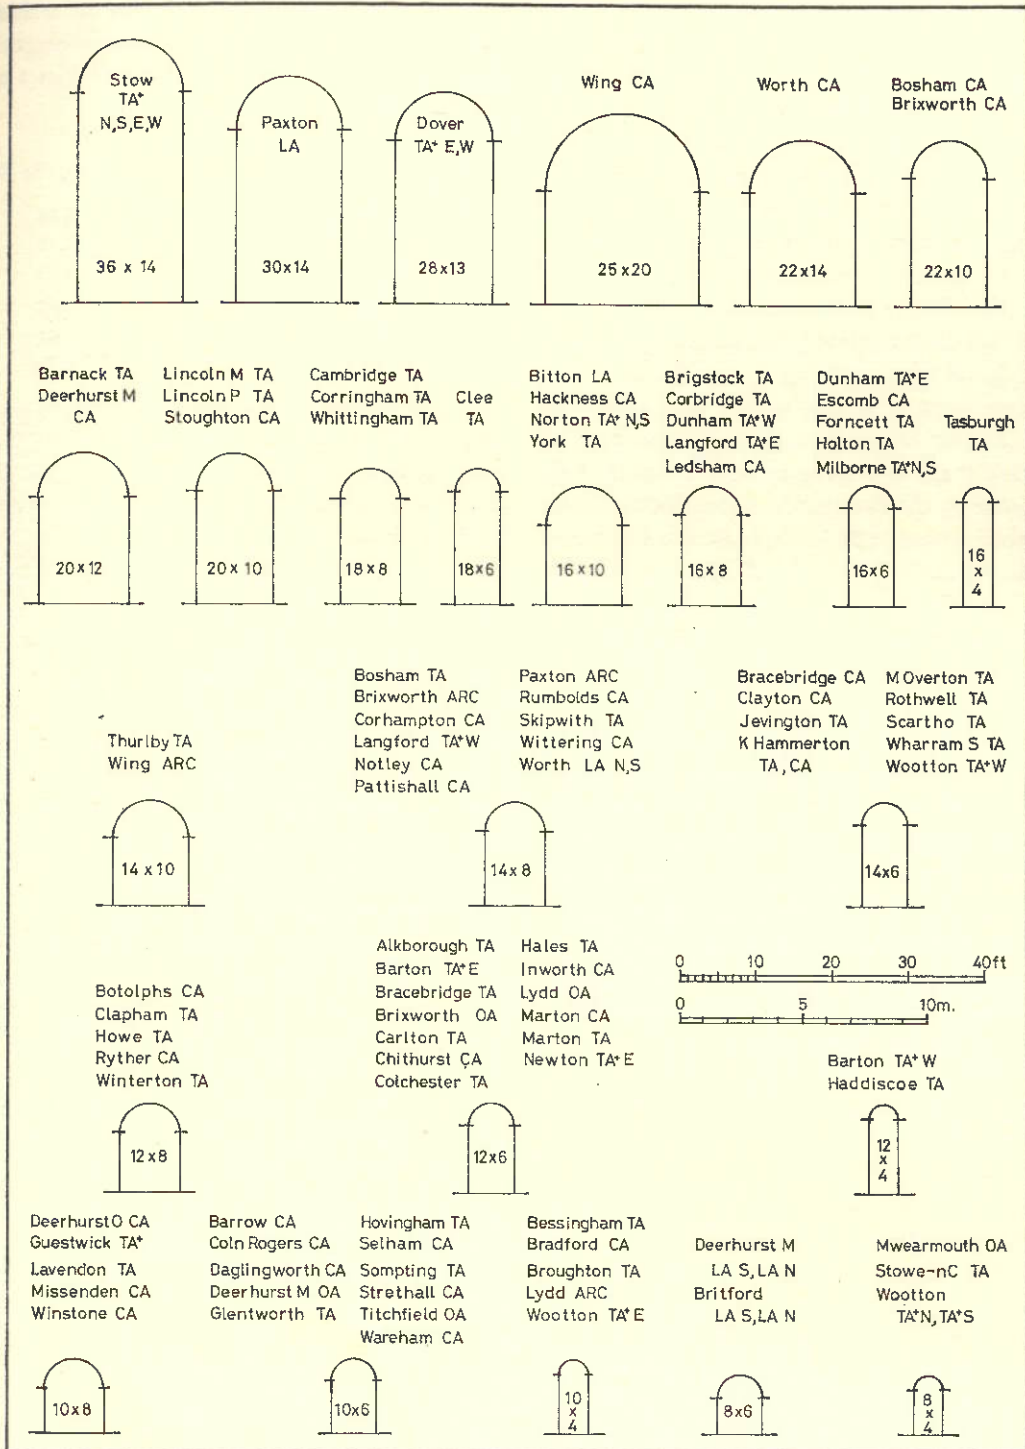 Stow
TA⁺
N,S,E,W
36 x 14
Paxton
LA
30x14
Dover
TA⁺ E,W
28x13
Wing CA
25x20
Worth CA
22x14
Bosham CA
Brixworth CA
22x10
Barnack TA
Deerhurst M
CA
20x12
Lincoln M TA
Lincoln P TA
Stoughton CA
20x 10
Cambridge TA
Corringham TA
Whittingham TA
18x8
Clee
TA
18x6
Bitton LA
Hackness CA
Norton TA⁺ N,S
York TA
16x10
Brigstock TA
Corbridge TA
Dunham TA⁺W
Langford TA⁺E
Ledsham CA
16x8
Dunham TA⁺E
Escomb CA
Forncett TA
Holton TA
Milborne TA⁺N,S
16x6
Tasburgh
TA
16
x
4
Thurlby TA
Wing ARC
14 x 10
Bosham TA
Brixworth ARC
Corhampton CA
Langford TA⁺W
Notley CA
Pattishall CA
Paxton ARC
Rumbolds CA
Skipwith TA
Wittering CA
Worth LA N,S
14x8
Bracebridge CA
Clayton CA
Jevington TA
K Hammerton
TA, CA
M Overton TA
Rothwell TA
Scartho TA
Wharram S TA
Wootton TA⁺W
14x6
Botolphs CA
Clapham TA
Howe TA
Ryther CA
Winterton TA
12x8
Alkborough TA
Barton TA⁺E
Bracebridge TA
Brixworth OA
Carlton TA
Chithurst CA
Colchester TA
Hales TA
Inworth CA
Lydd OA
Marton CA
Marton TA
Newton TA⁺E
12x6
0 10 20 30 40ft
0 5 10m.
Barton TA⁺ W
Haddiscoe TA
12
x
4
Deerhurst O CA
Guestwick TA⁺
Lavendon TA
Missenden CA
Winstone CA
10x8
Barrow CA
Coln Rogers CA
Daglingworth CA
Deerhurst M OA
Glentworth TA
Hovingham TA
Selham CA
Sompting TA
Strethall CA
Titchfield OA
Wareham CA
10x6
Bessingham TA
Bradford CA
Broughton TA
Lydd ARC
Wootton TA⁺E
10
x
4
Deerhurst M
LA S, LA N
Britford
LA S, LA N
8x6
Mwearmouth OA
Stowe-nC TA
Wootton
TA⁺N, TA⁺S
8
x
4